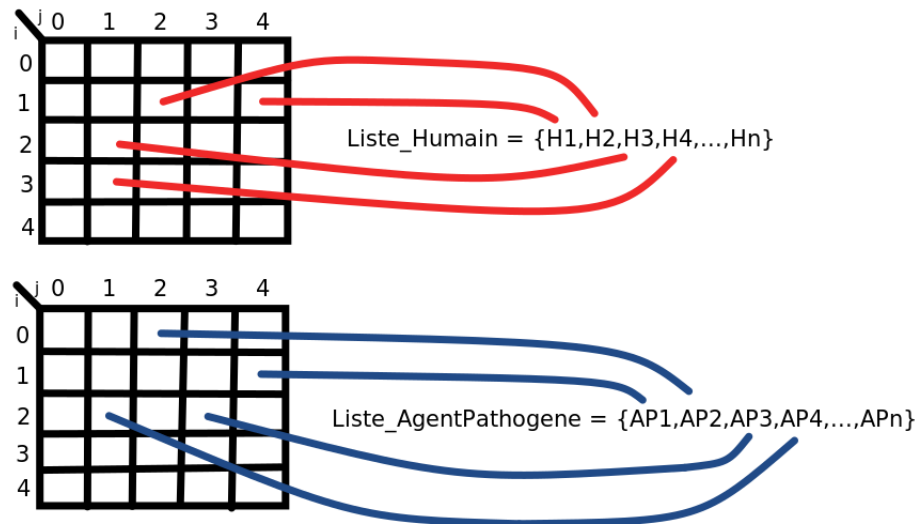 j 0 1 2 3 4
i
0
1
Liste_Humain = {H1,H2,H3,H4,...,Hn}
2
3
4
j 0 1 2 3 4
i
0
1
2
Liste_AgentPathogene = {AP1,AP2,AP3,AP4,...,APn}
3
4